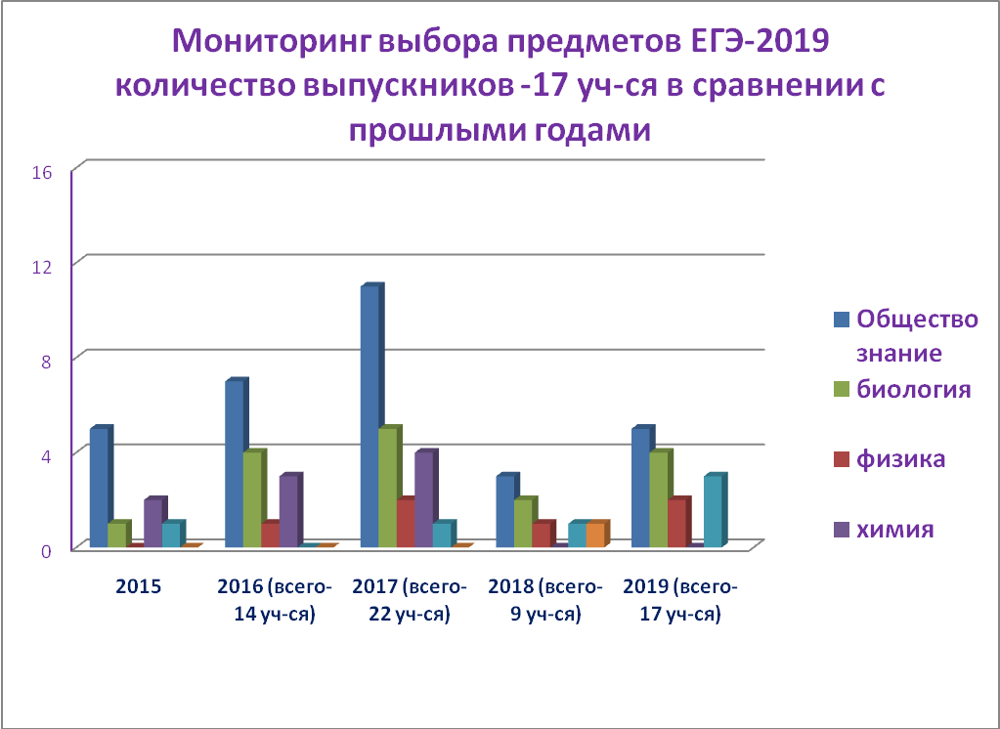 Мониторинг выбора предметов ЕГЭ-2019
количество выпускников -17 уч-ся в сравнении с
прошлыми годами
16
12
8
4
0
2015
2016 (всего-
14 уч-ся)
2017 (всего-
22 уч-ся)
2018 (всего-
9 уч-ся)
2019 (всего-
17 уч-ся)
Общество
знание
биология
физика
химия